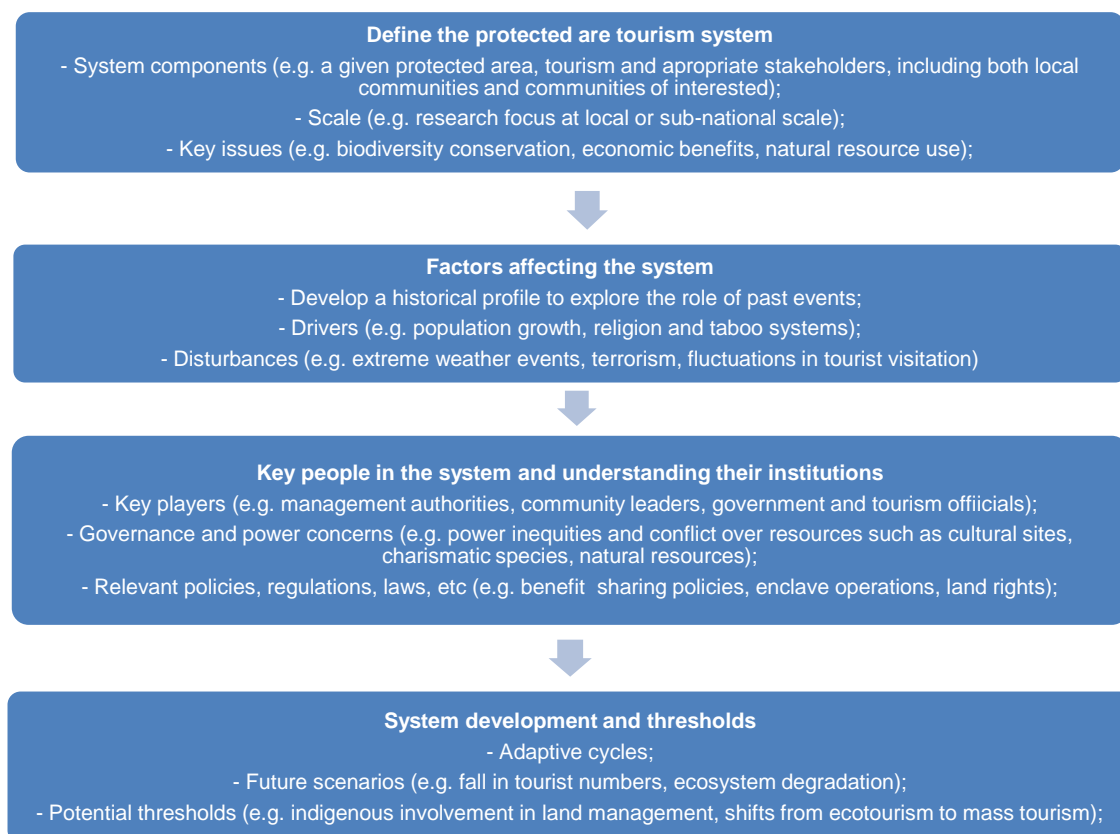 Define the protected are tourism system
- System components (e.g. a given protected area, tourism and apropriate stakeholders, including both local
communities and communities of interested);
- Scale (e.g. research focus at local or sub-national scale);
- Key issues (e.g. biodiversity conservation, economic benefits, natural resource use);
Factors affecting the system
- Develop a historical profile to explore the role of past events;
- Drivers (e.g. population growth, religion and taboo systems);
- Disturbances (e.g. extreme weather events, terrorism, fluctuations in tourist visitation)
Key people in the system and understanding their institutions
- Key players (e.g. management authorities, community leaders, government and tourism offiicials);
- Governance and power concerns (e.g. power inequities and conflict over resources such as cultural sites,
charismatic species, natural resources);
- Relevant policies, regulations, laws, etc (e.g. benefit  sharing policies, enclave operations, land rights);
System development and thresholds
- Adaptive cycles;
- Future scenarios (e.g. fall in tourist numbers, ecosystem degradation);
- Potential thresholds (e.g. indigenous involvement in land management, shifts from ecotourism to mass tourism);